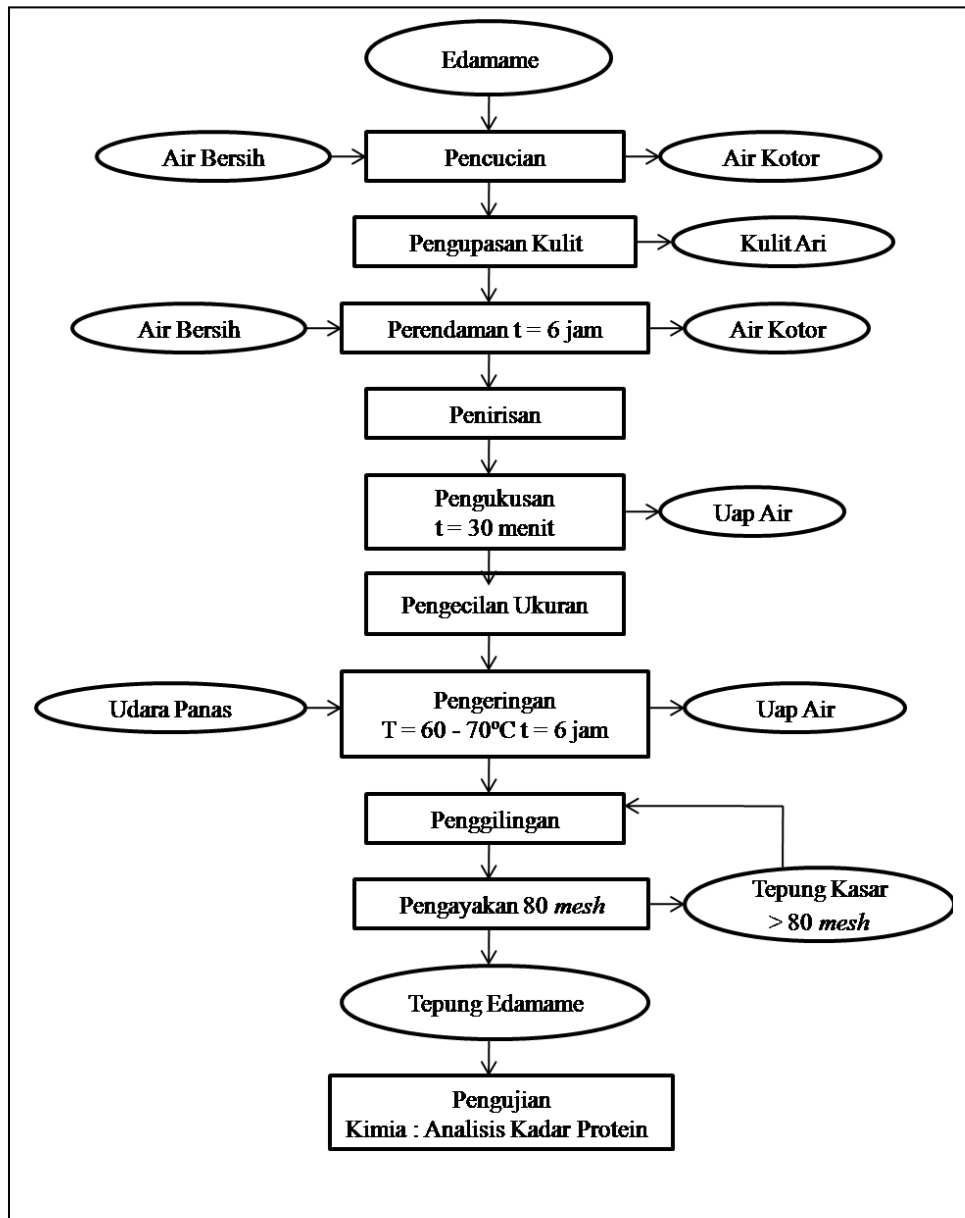 Edamame
Air Bersih
Pencucian
Air Kotor
Pengupasan Kulit
Kulit Ari
Air Bersih
Perendaman t = 6 jam
Air Kotor
Penirisan
Pengukusan
t = 30 menit
Uap Air
Pengecilan Ukuran
Udara Panas
Pengeringan
T = 60 - 70ºC t = 6 jam
Uap Air
Penggilingan
Pengayakan 80 mesh
Tepung Kasar
> 80 mesh
Tepung Edamame
Pengujian
Kimia : Analisis Kadar Protein